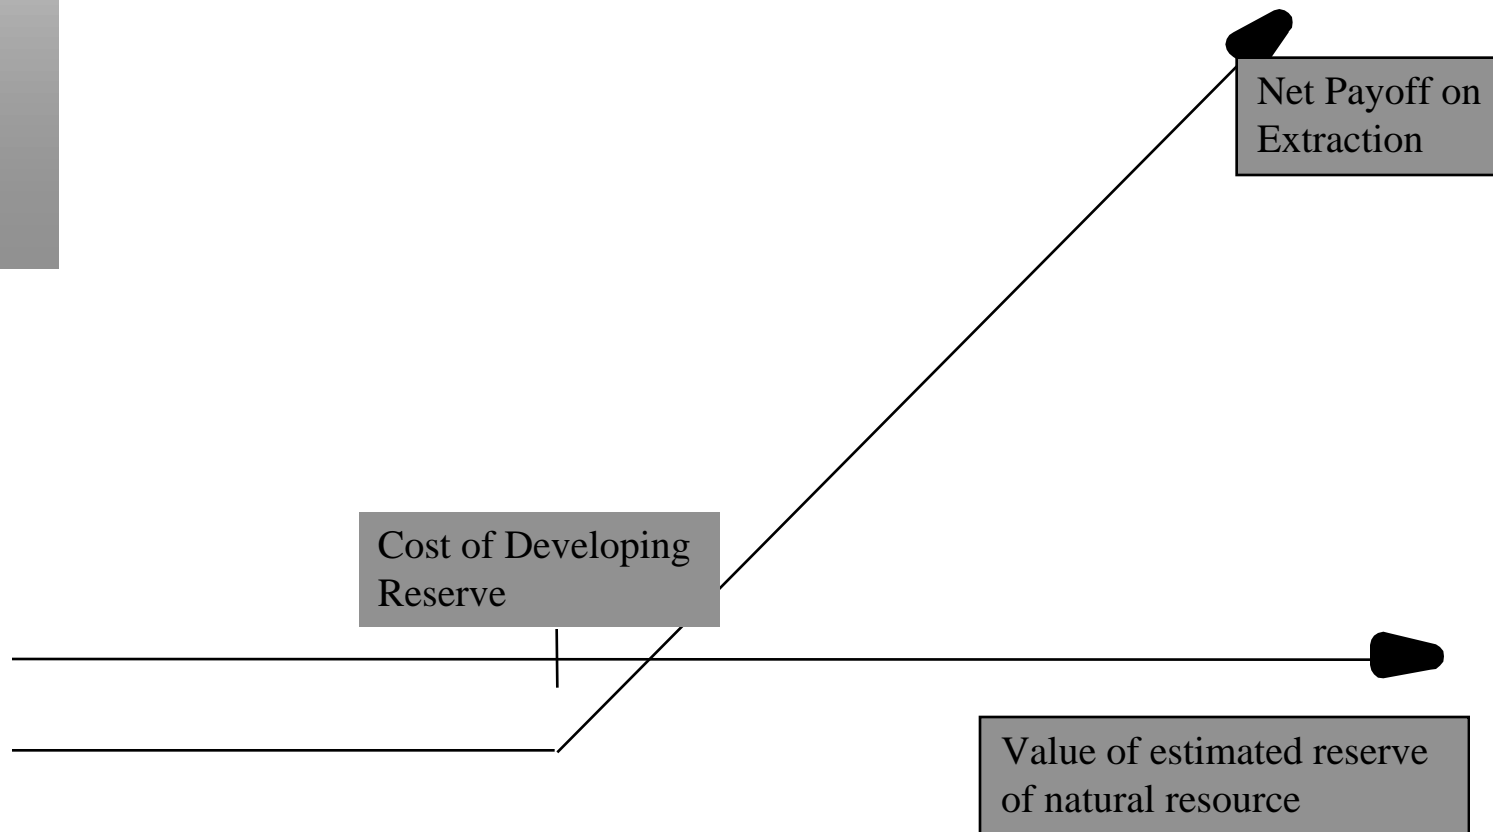 Net Payoff on
Extraction
Cost of Developing
Reserve
Value of estimated reserve
of natural resource